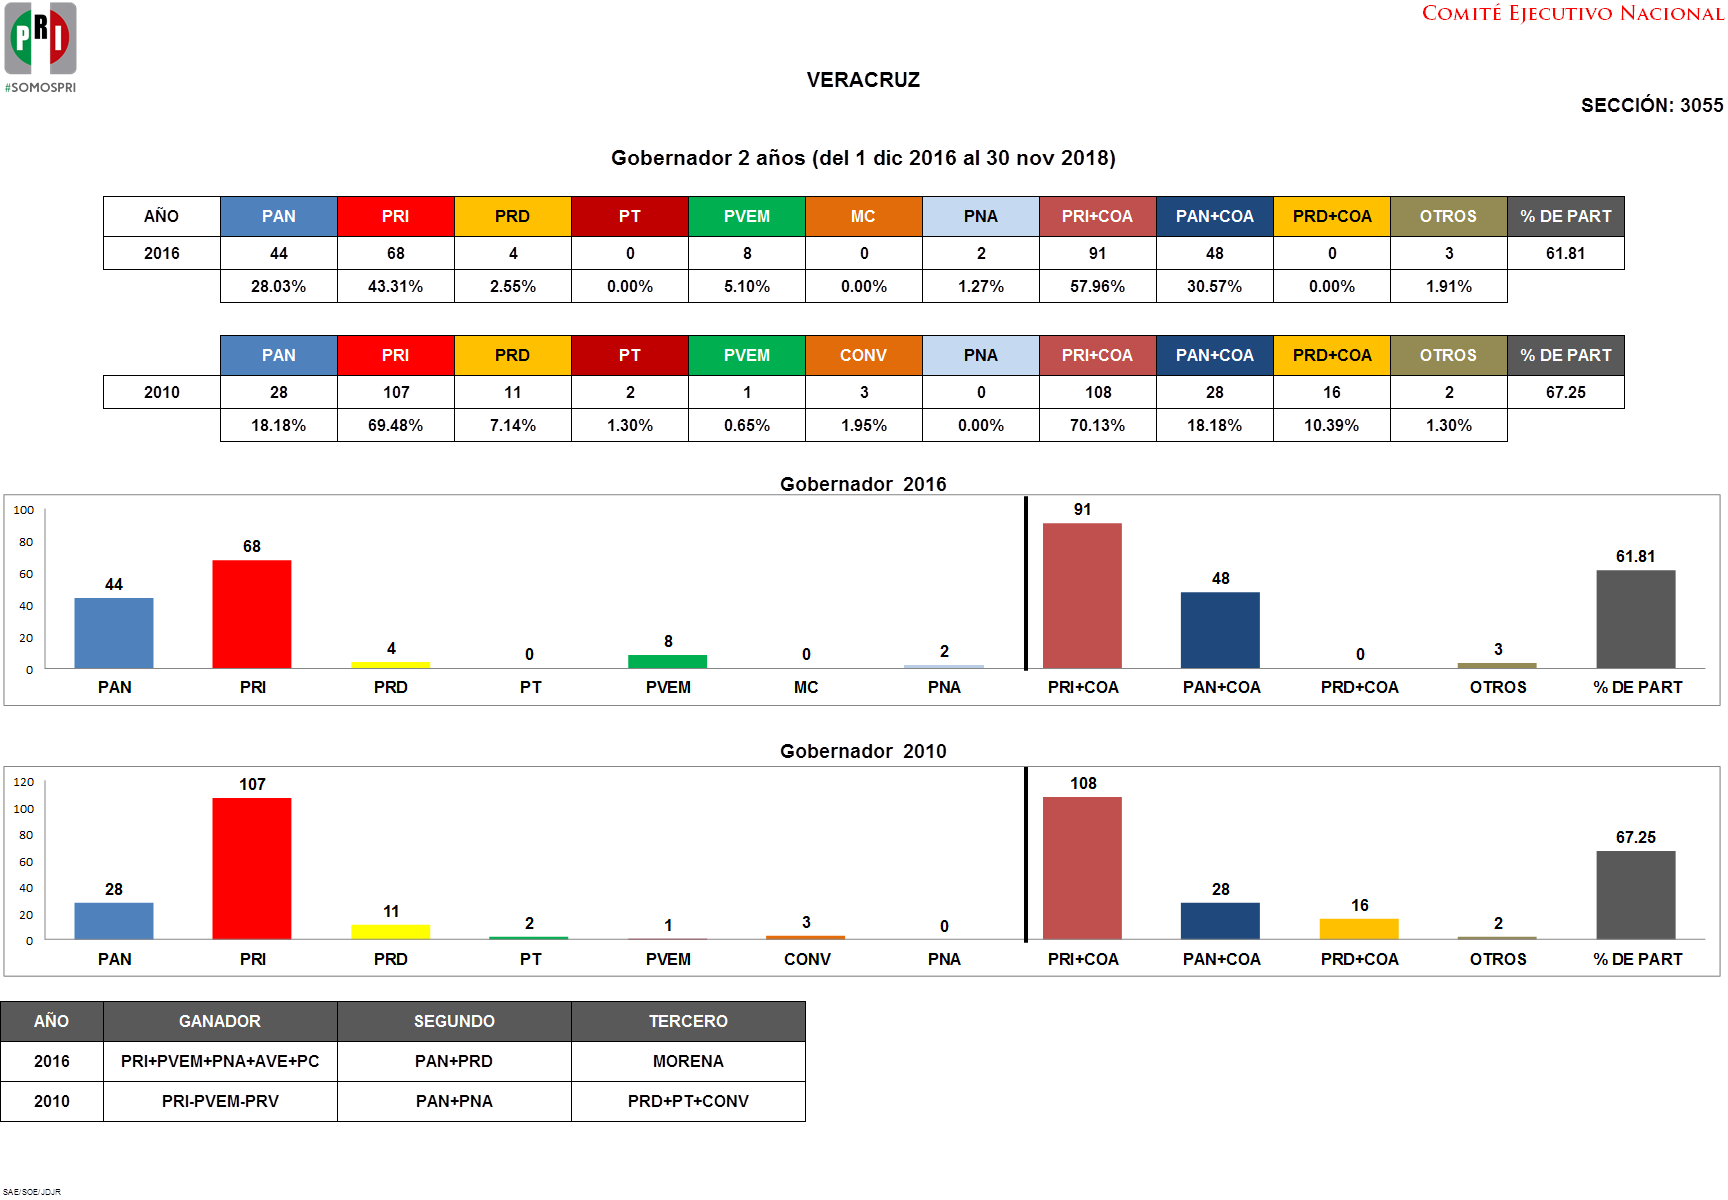 PRI
#SOMOSPRI
COMITÉ EJECUTIVO NACIONAL
VERACRUZ
SECCIÓN: 3055
Gobernador 2 años (del 1 dic 2016 al 30 nov 2018)
AÑO PAN PRI PRD PT PVEM MC PNA PRI+COA PAN+COA PRD+COA OTROS % DE PART
2016 44 68 4 0 8 0 2 91 48 0 3 61.81
28.03% 43.31% 2.55% 0.00% 5.10% 0.00% 1.27% 57.96% 30.57% 0.00% 1.91%
PAN PRI PRD PT PVEM CONV PNA PRI+COA PAN+COA PRD+COA OTROS % DE PART
2010 28 107 11 2 1 3 0 108 28 16 2 67.25
18.18% 69.48% 7.14% 1.30% 0.65% 1.95% 0.00% 70.13% 18.18% 10.39% 1.30%
Gobernador 2016
100
80
60
40
20
0
44 68 4 0 8 0 2 91 48 0 3 61.81
PAN PRI PRD PT PVEM MC PNA PRI+COA PAN+COA PRD+COA OTROS % DE PART
Gobernador 2010
120
100
80
60
40
20
0
28 107 11 2 1 3 0 108 28 16 2 67.25
PAN PRI PRD PT PVEM CONV PNA PRI+COA PAN+COA PRD+COA OTROS % DE PART
AÑO GANADOR SEGUNDO TERCERO
2016 PRI+PVEM+PNA+AVE+PC PAN+PRD MORENA
2010 PRI-PVEM-PRV PAN+PNA PRD+PT+CONV
SAE/SOE/JDJR